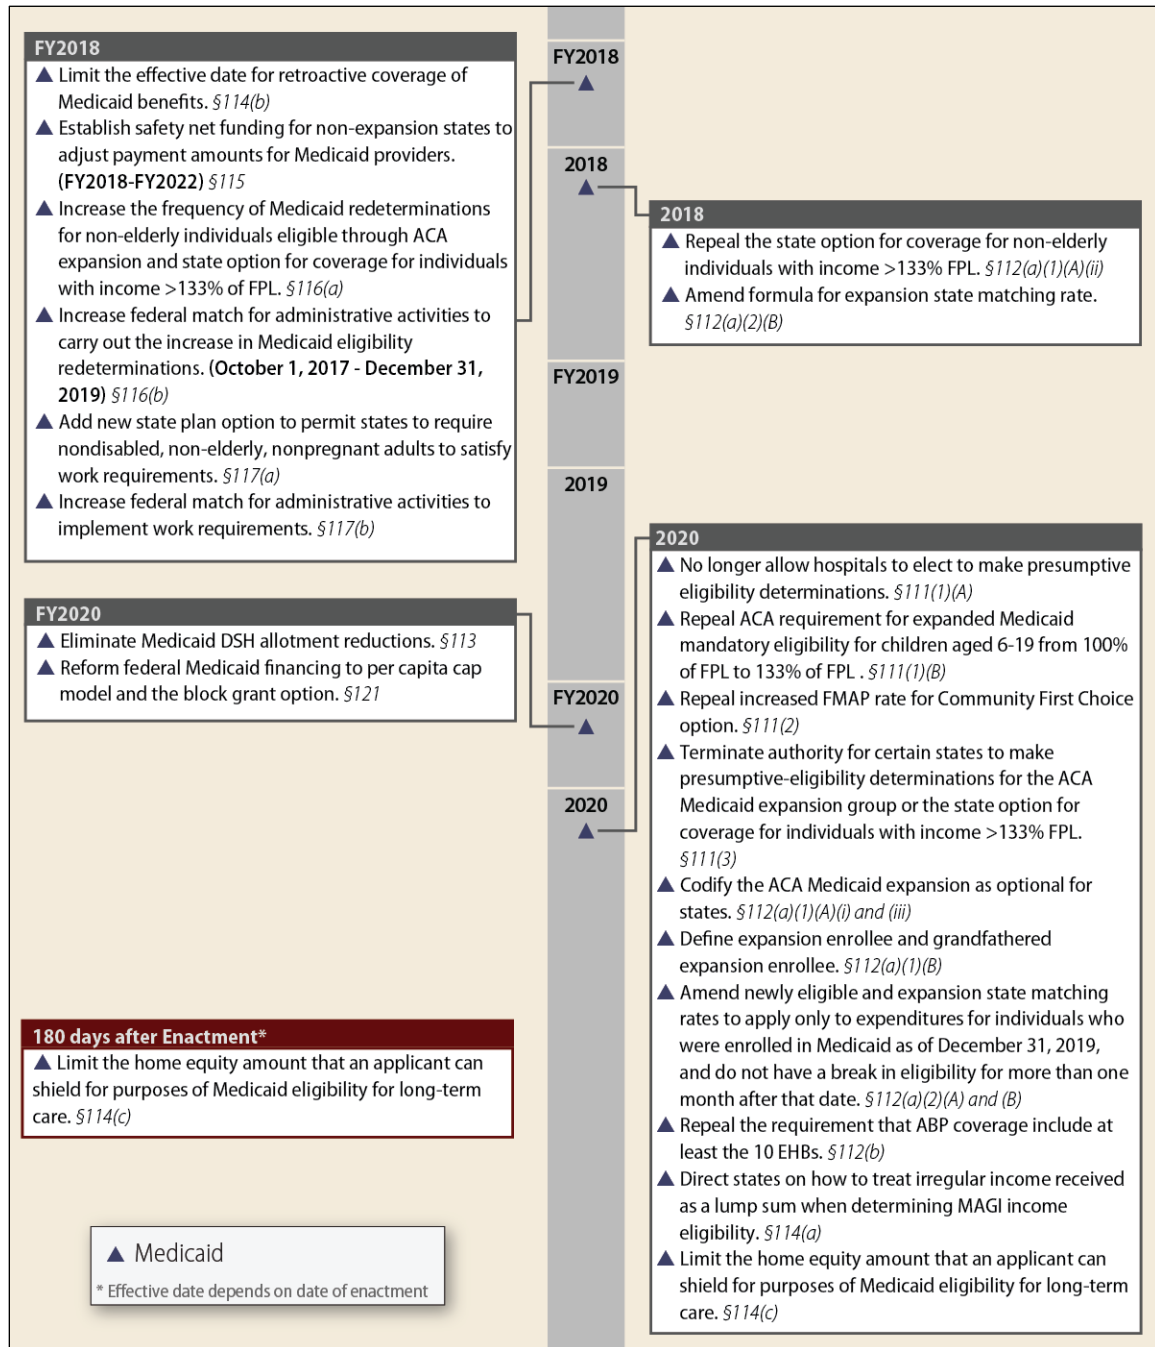 FY2018
▲ Limit the effective date for retroactive coverage of
Medicaid benefits. §114(b)
▲ Establish safety net funding for non-expansion states to
adjust payment amounts for Medicaid providers.
(FY2018-FY2022) §115
▲ Increase the frequency of Medicaid redeterminations
for non-elderly individuals eligible through ACA
expansion and state option for coverage for individuals
with income >133% of FPL. §116(a)
▲ Increase federal match for administrative activities to
carry out the increase in Medicaid eligibility
redeterminations. (October 1, 2017 - December 31,
2019) §116(b)
▲ Add new state plan option to permit states to require
nondisabled, non-elderly, nonpregnant adults to satisfy
work requirements. §117(a)
▲ Increase federal match for administrative activities to
implement work requirements. §117(b)
FY2020
▲ Eliminate Medicaid DSH allotment reductions. §113
▲ Reform federal Medicaid financing to per capita cap
model and the block grant option. §121
180 days after Enactment*
▲ Limit the home equity amount that an applicant can
shield for purposes of Medicaid eligibility for long-term
care. §114(c)
▲ Medicaid
* Effective date depends on date of enactment
FY2018
▲
2018
▲
FY2019
2019
FY2020
▲
2020
▲
2018
▲ Repeal the state option for coverage for non-elderly
individuals with income >133% FPL. §112(a)(1)(A)(ii)
▲ Amend formula for expansion state matching rate.
§112(a)(2)(B)
2020
▲ No longer allow hospitals to elect to make presumptive
eligibility determinations. §111(1)(A)
▲ Repeal ACA requirement for expanded Medicaid
mandatory eligibility for children aged 6-19 from 100%
of FPL to 133% of FPL . §111(1)(B)
▲ Repeal increased FMAP rate for Community First Choice
option. §111(2)
▲ Terminate authority for certain states to make
presumptive-eligibility determinations for the ACA
Medicaid expansion group or the state option for
coverage for individuals with income >133% FPL.
§111(3)
▲ Codify the ACA Medicaid expansion as optional for
states. §112(a)(1)(A)(i) and (iii)
▲ Define expansion enrollee and grandfathered
expansion enrollee. §112(a)(1)(B)
▲ Amend newly eligible and expansion state matching
rates to apply only to expenditures for individuals who
were enrolled in Medicaid as of December 31, 2019,
and do not have a break in eligibility for more than one
month after that date. §112(a)(2)(A) and (B)
▲ Repeal the requirement that ABP coverage include at
least the 10 EHBs. §112(b)
▲ Direct states on how to treat irregular income received
as a lump sum when determining MAGI income
eligibility. §114(a)
▲ Limit the home equity amount that an applicant can
shield for purposes of Medicaid eligibility for long-term
care. §114(c)